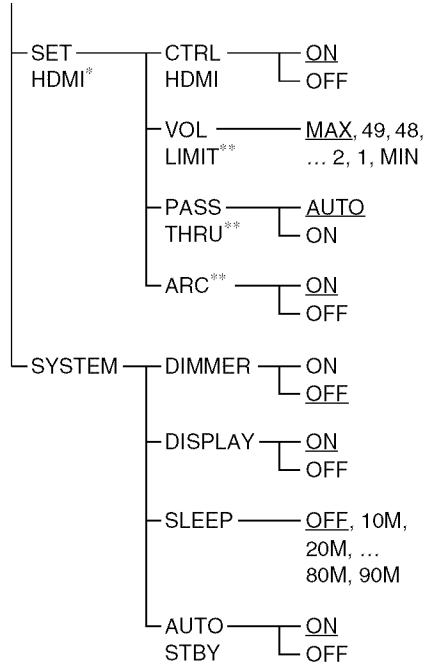 SET CTRL ON
HDMI* HDMI OFF
VOL MAX, 49, 48,
LIMIT** ... 2, 1, MIN
PASS AUTO
THRU** ON
ARC** ON
OFF
SYSTEM DIMMER ON
OFF
DISPLAY ON
OFF
SLEEP OFF, 10M,
20M, ...
80M, 90M
AUTO ON
STBY OFF